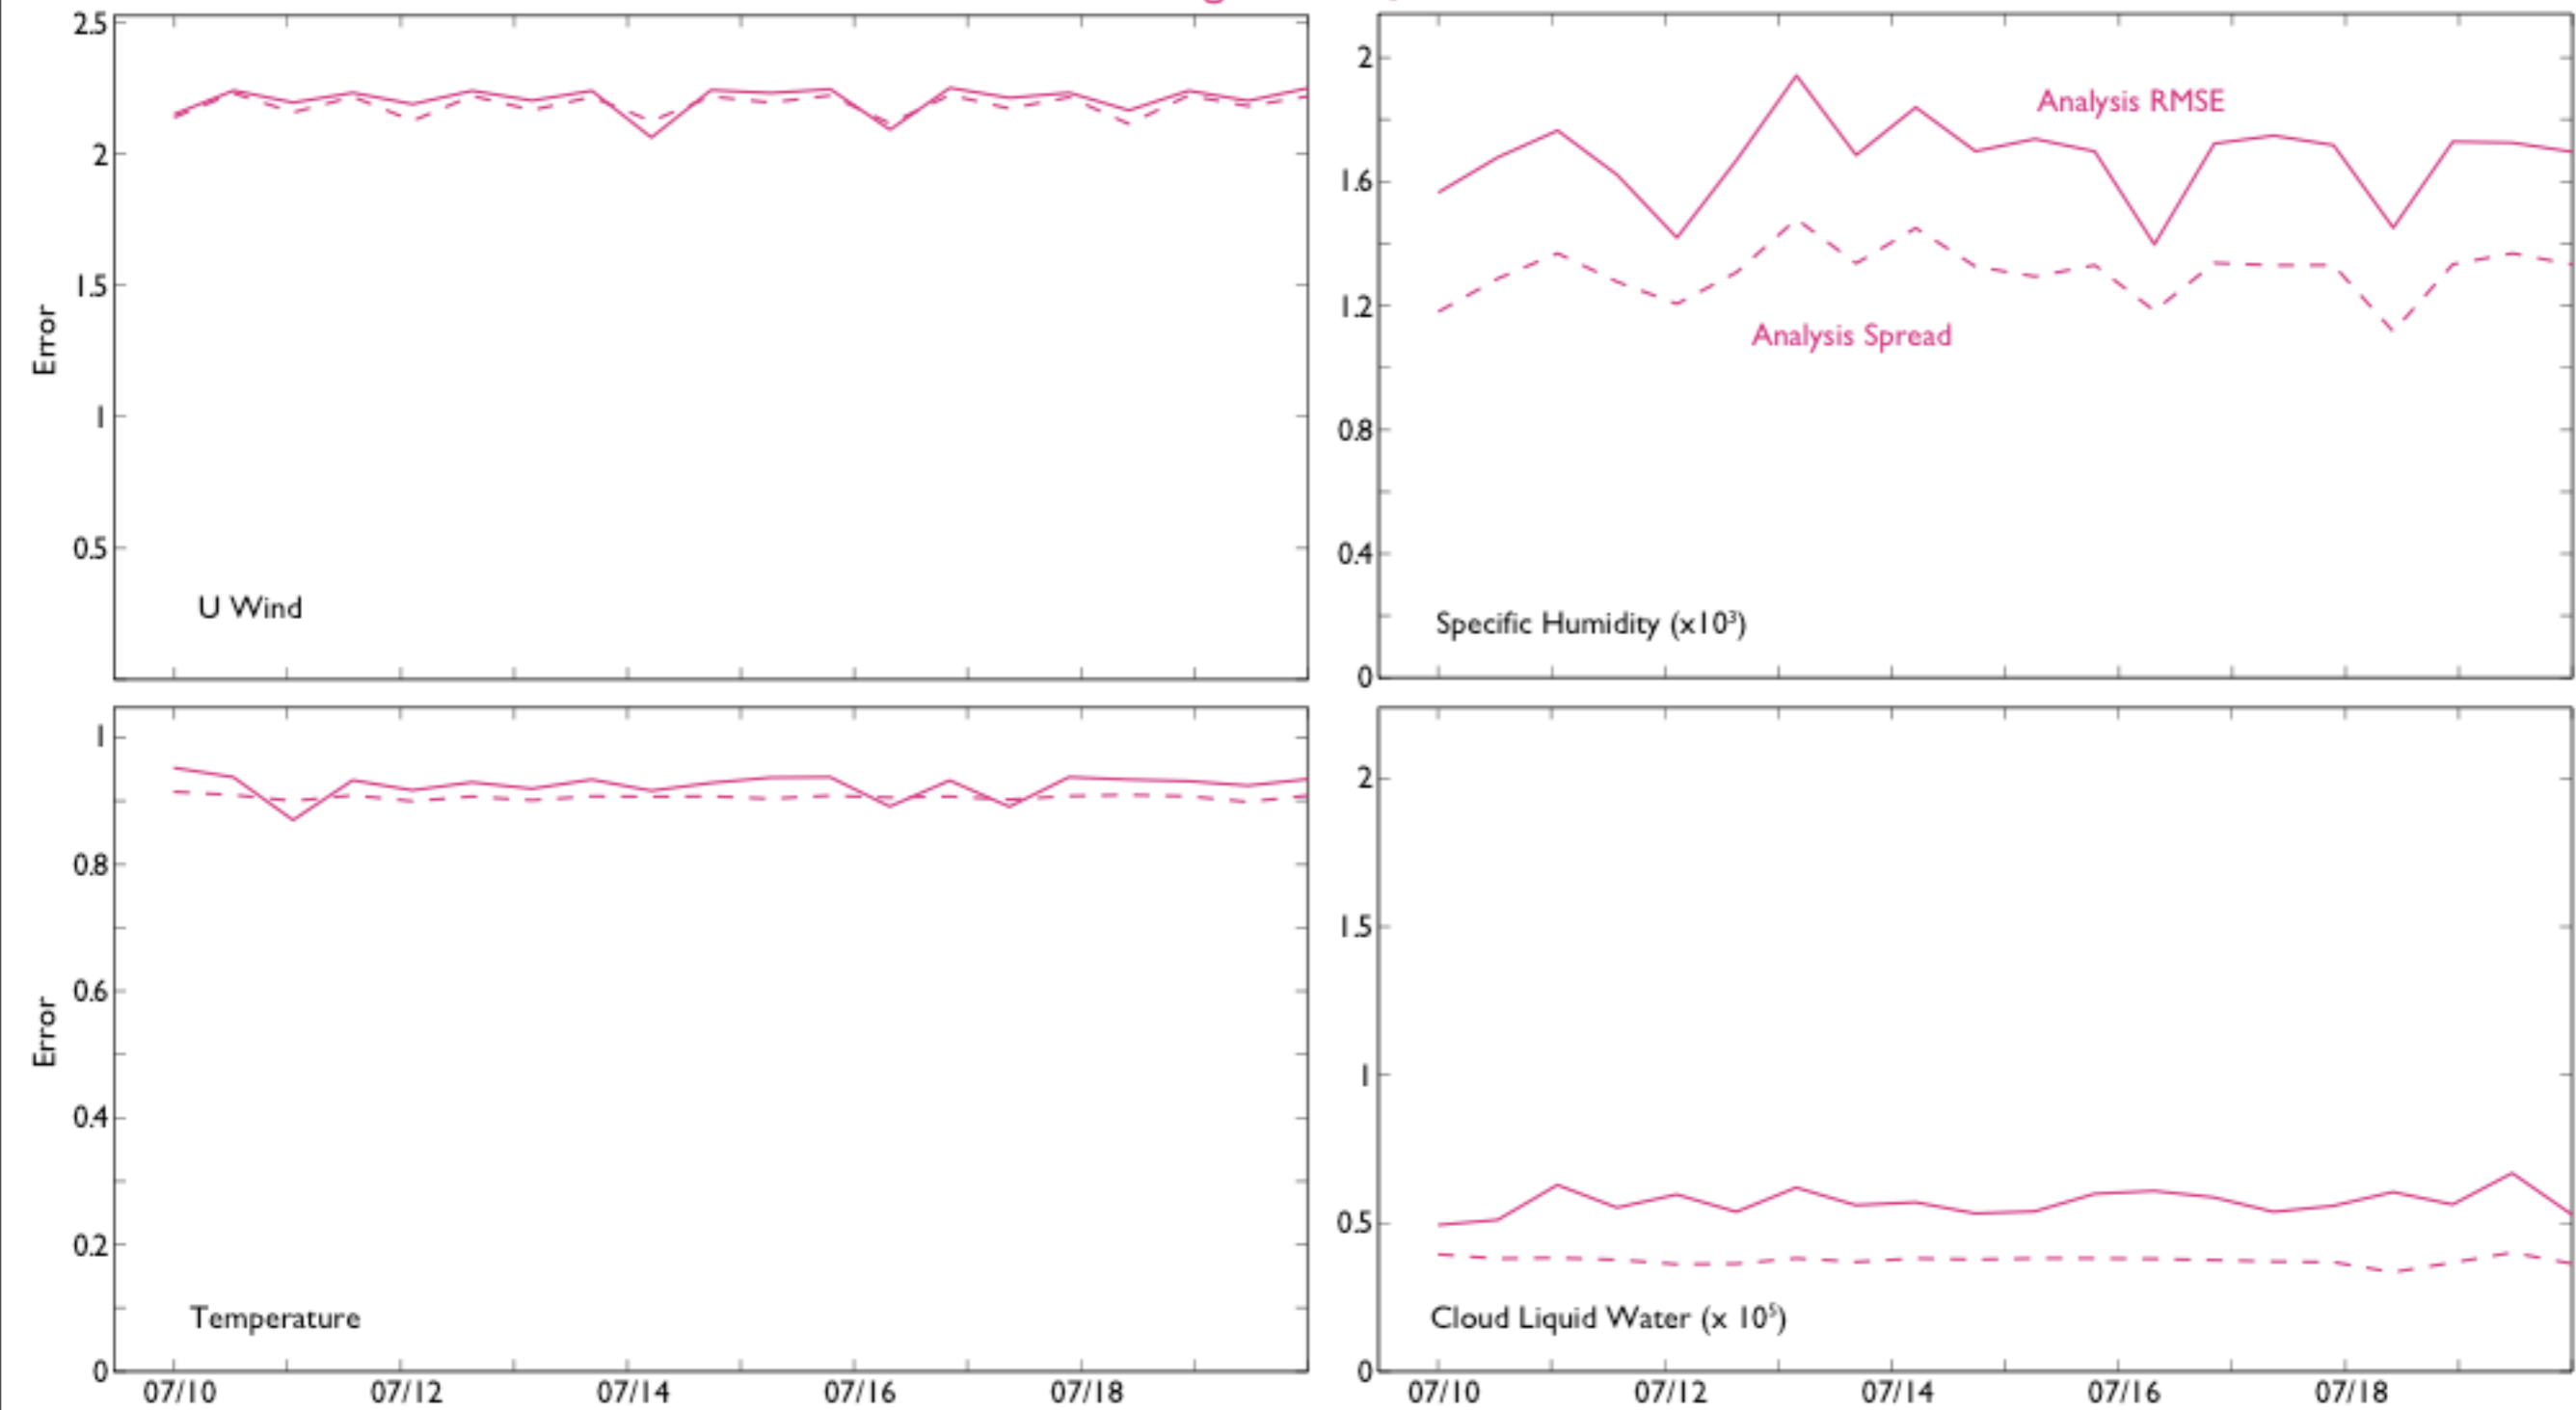 2.5
2
1.5
1
0.5
Error
U Wind
2
1.6
1.2
0.8
0.4
0
Analysis RMSE
Analysis Spread
Specific Humidity (x10³)
1
0.8
0.6
0.4
0.2
0
Error
Temperature
07/10 07/12 07/14 07/16 07/18
2
1.5
1
0.5
0
Cloud Liquid Water (x 10⁵)
07/10 07/12 07/14 07/16 07/18